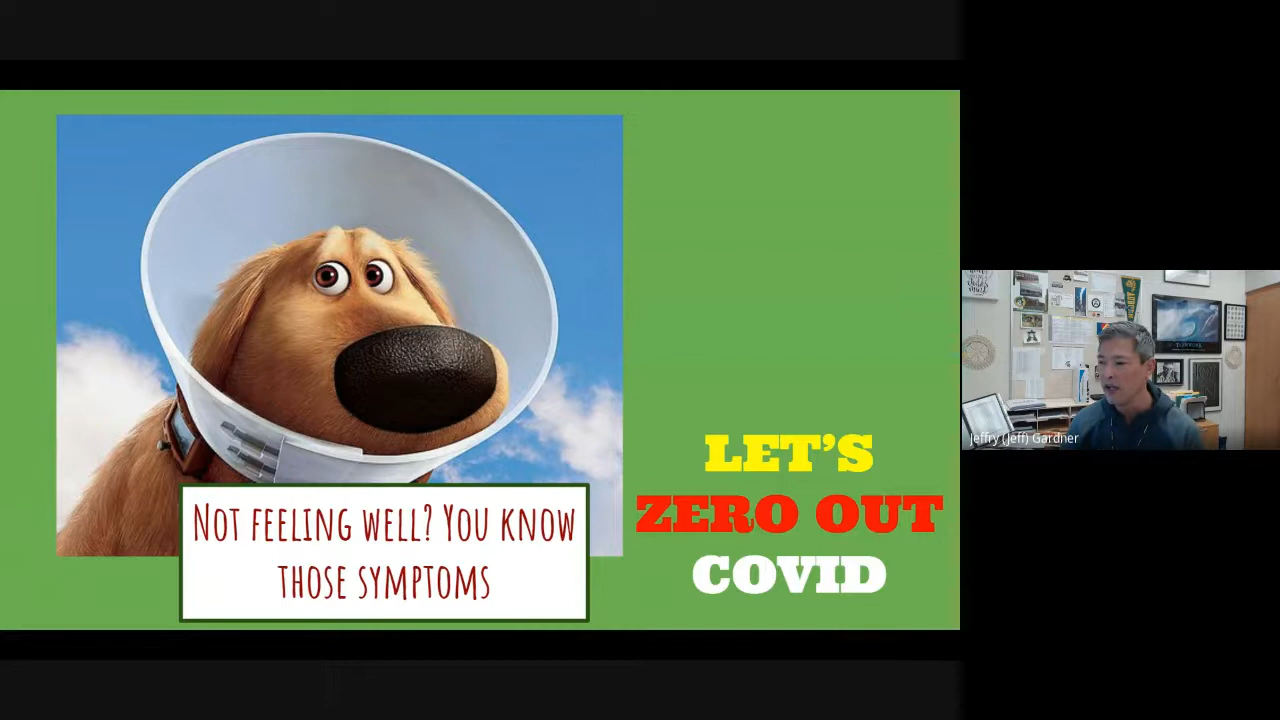 NOT FEELING WELL? YOU KNOW
THOSE SYMPTOMS
LET'S
ZERO OUT
COVID
Jeffry (Jeff) Gardner